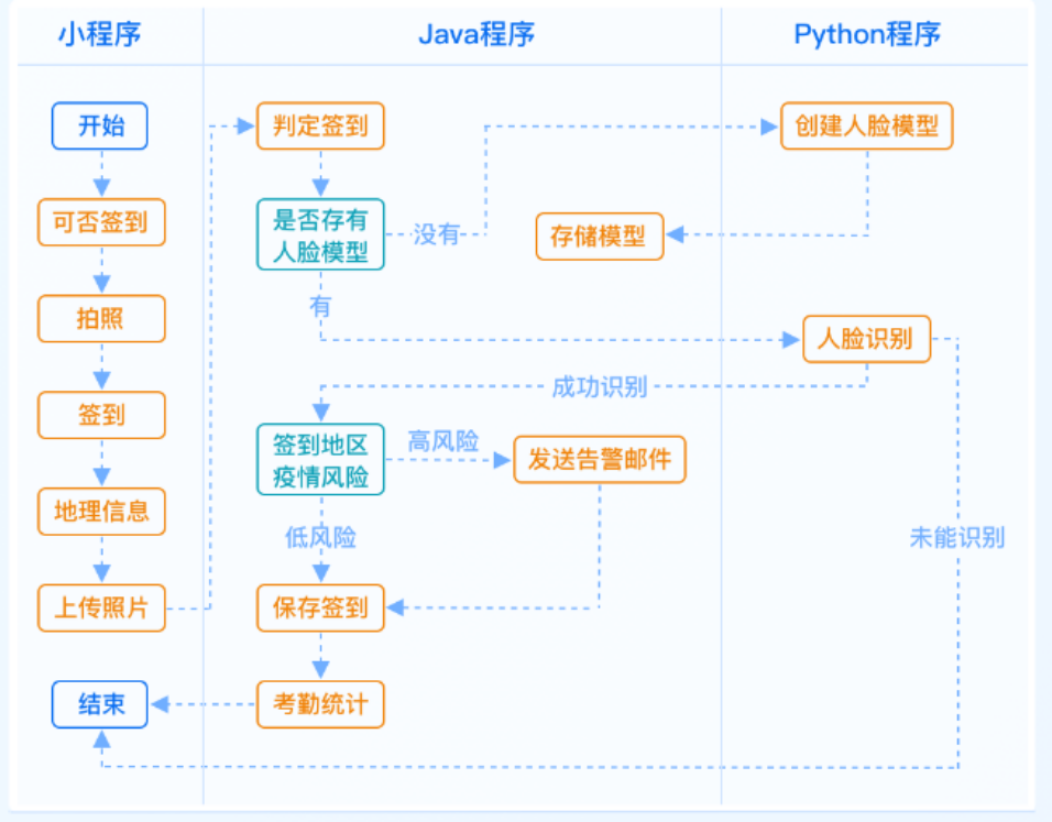 小程序
Java程序
Python程序
开始
判定签到
创建人脸模型
可否签到
是否存有
人脸模型
没有
存储模型
有
拍照
人脸识别
成功识别
签到
签到地区
疫情风险
高风险
发送告警邮件
地理信息
低风险
未能识别
上传照片
保存签到
结束
考勤统计